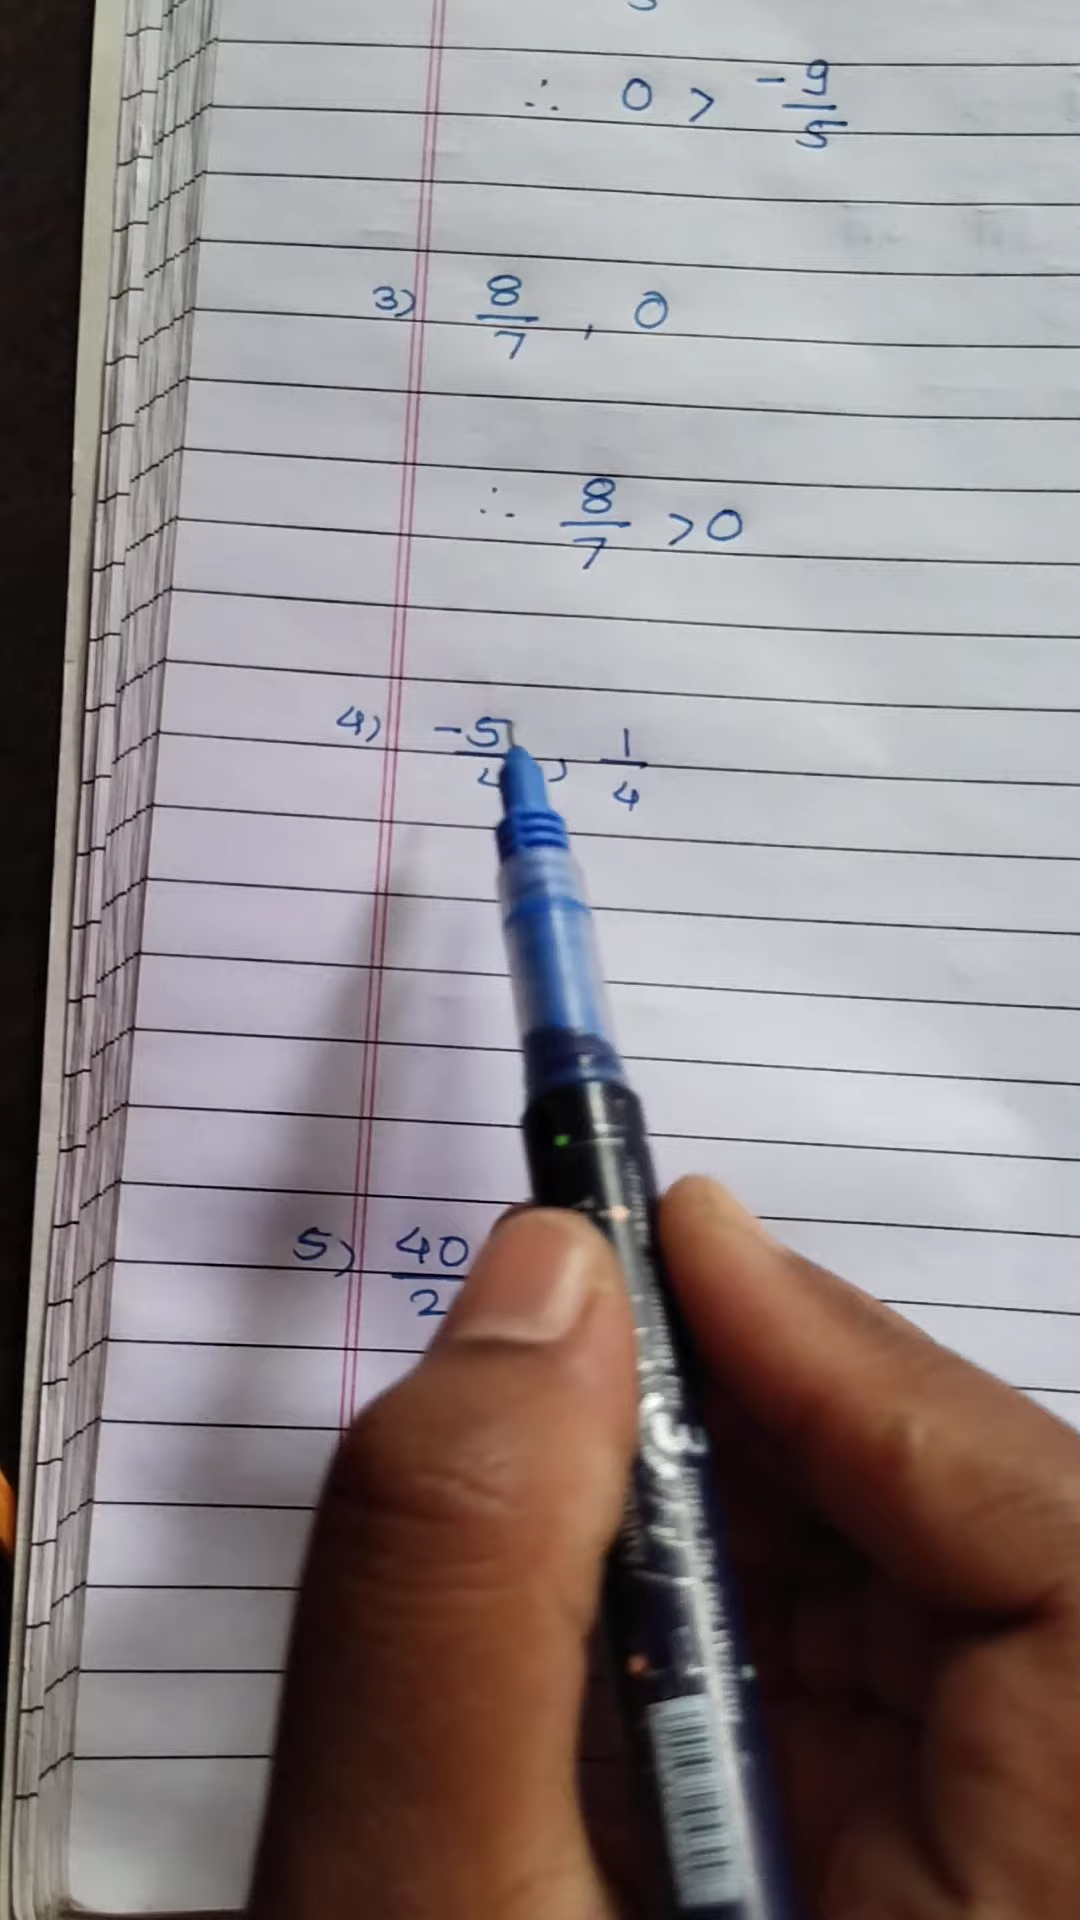 ∴ 0 > -9/5
3) 8/7 , 0
∴ 8/7 > 0
4) -5/4 , 1/4
5) 40/2